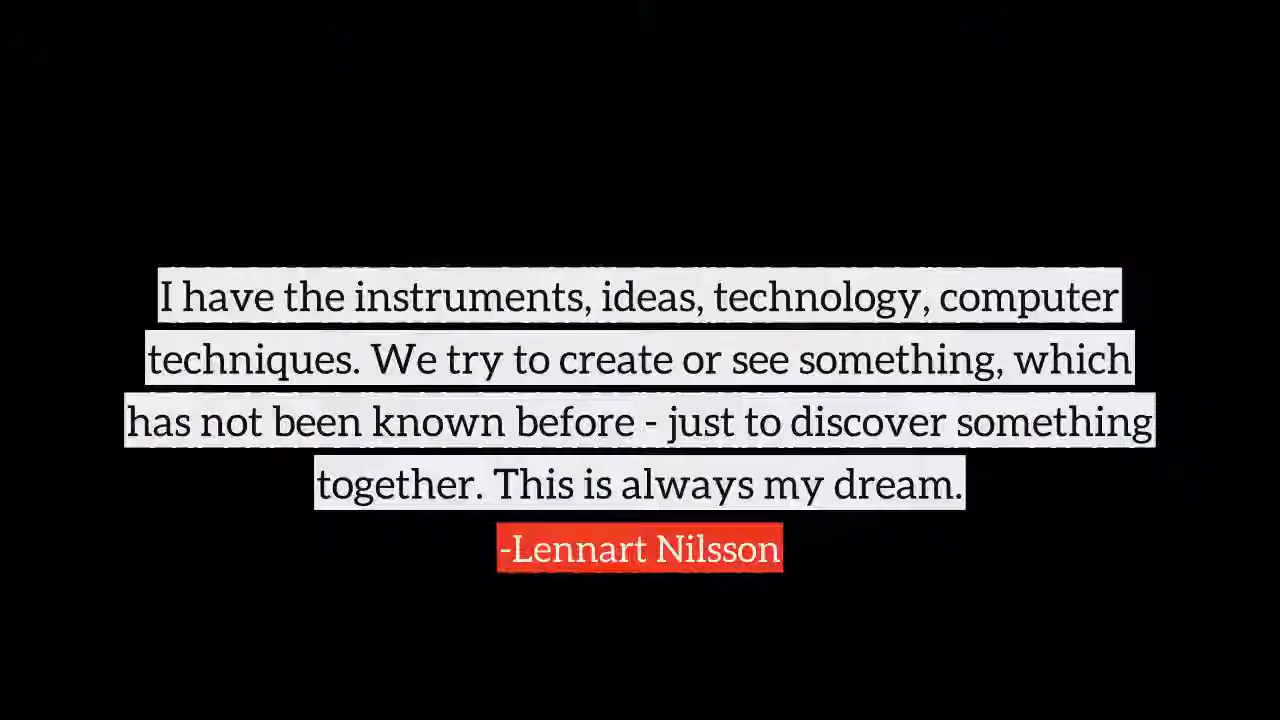 I have the instruments, ideas, technology, computer
techniques. We try to create or see something, which
has not been known before - just to discover something
together. This is always my dream.
-Lennart Nilsson